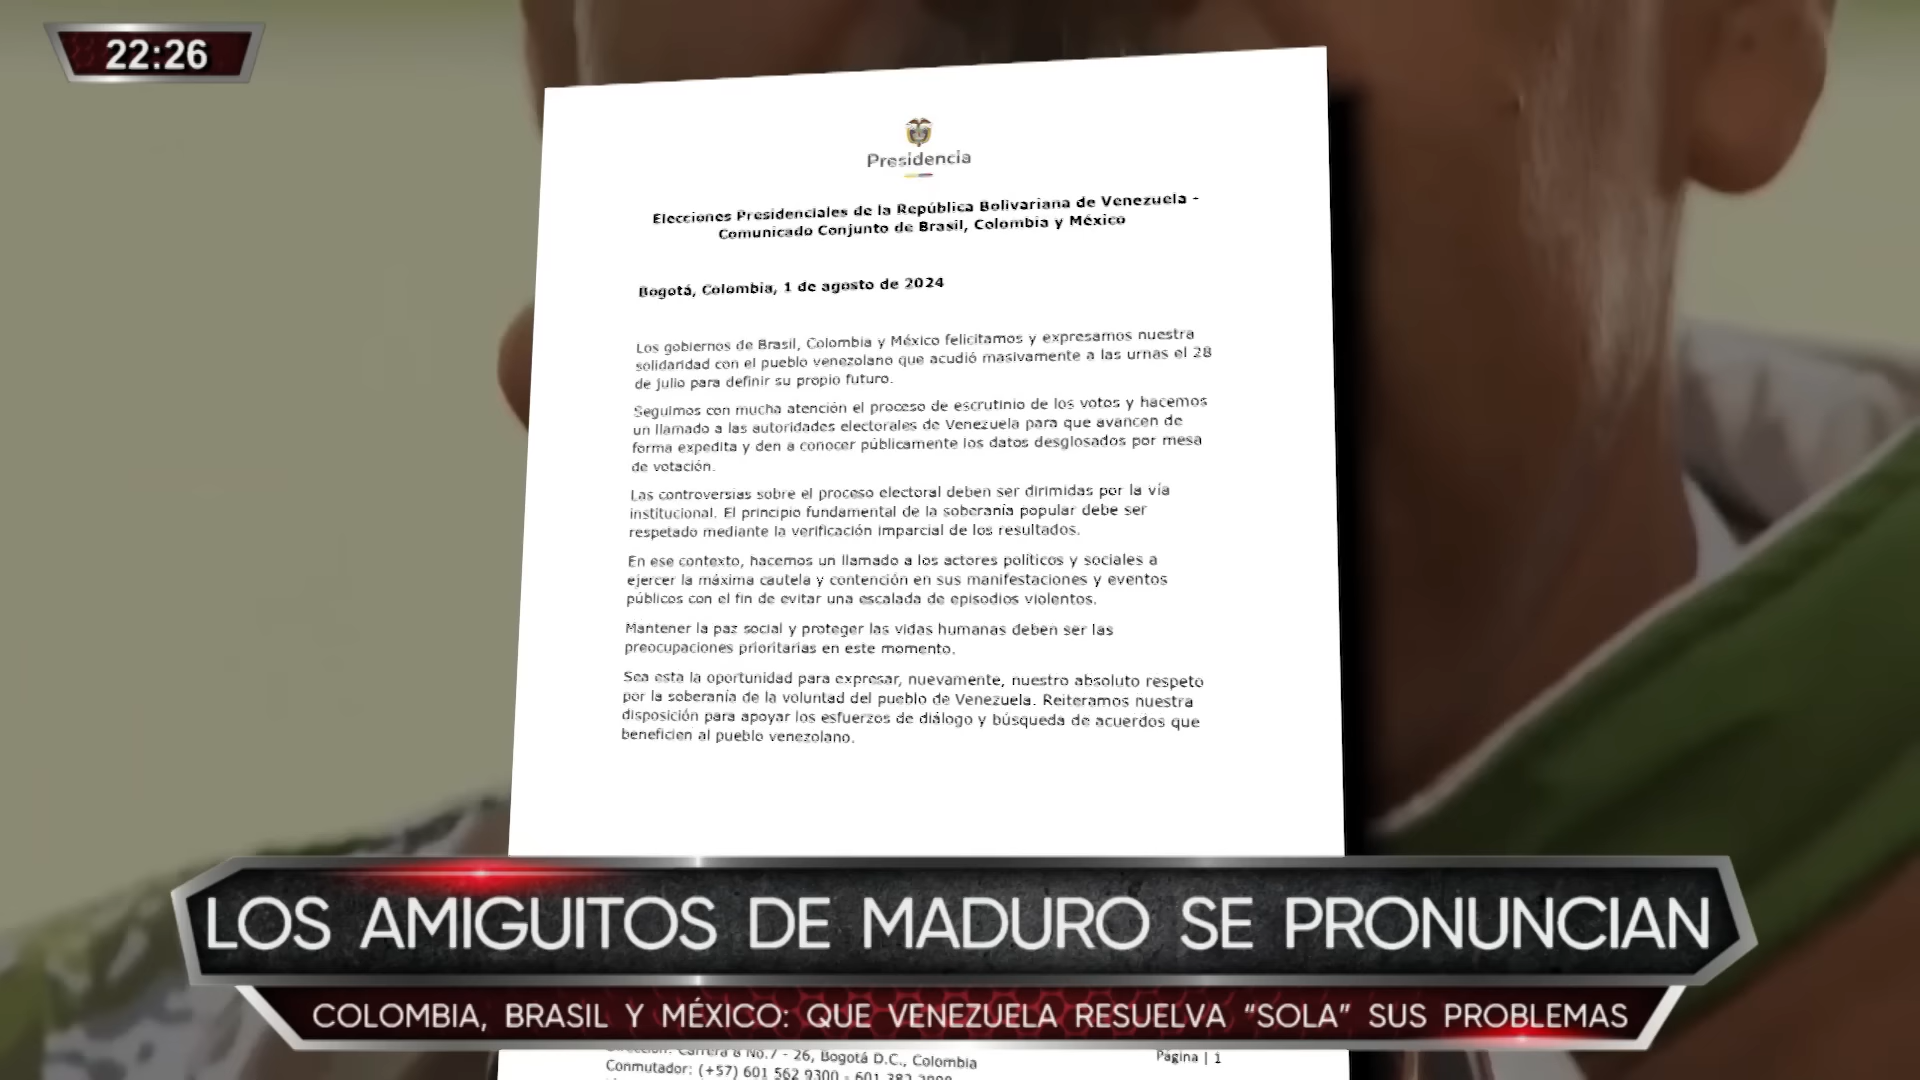 22:26
Presidencia
Elecciones Presidenciales de la República Bolivariana de Venezuela -
Comunicado Conjunto de Brasil, Colombia y México
Bogotá, Colombia, 1 de agosto de 2024
Los gobiernos de Brasil, Colombia y México felicitamos y expresamos nuestra
solidaridad con el pueblo venezolano que acudió masivamente a las urnas el 28
de julio para definir su propio futuro.
Seguimos con mucha atención el proceso de escrutinio de los votos y hacemos
un llamado a las autoridades electorales de Venezuela para que avancen de
forma expedita y den a conocer públicamente los datos desglosados por mesa
de votación.
Las controversias sobre el proceso electoral deben ser dirimidas por la vía
institucional. El principio fundamental de la soberanía popular debe ser
respetado mediante la verificación imparcial de los resultados.
En ese contexto, hacemos un llamado a los actores políticos y sociales a
ejercer la máxima cautela y contención en sus manifestaciones y eventos
públicos con el fin de evitar una escalada de episodios violentos.
Mantener la paz social y proteger las vidas humanas deben ser las
preocupaciones prioritarias en este momento.
Sea esta la oportunidad para expresar, nuevamente, nuestro absoluto respeto
por la soberanía de la voluntad del pueblo de Venezuela. Reiteramos nuestra
disposición para apoyar los esfuerzos de diálogo y búsqueda de acuerdos que
beneficien al pueblo venezolano.
LOS AMIGUITOS DE MADURO SE PRONUNCIAN
COLOMBIA, BRASIL Y MÉXICO: QUE VENEZUELA RESUELVA "SOLA" SUS PROBLEMAS
Carrera 8 No.7 - 26, Bogotá D.C., Colombia
Página | 1
Conmutador: (+57) 601 562 9300 - 601